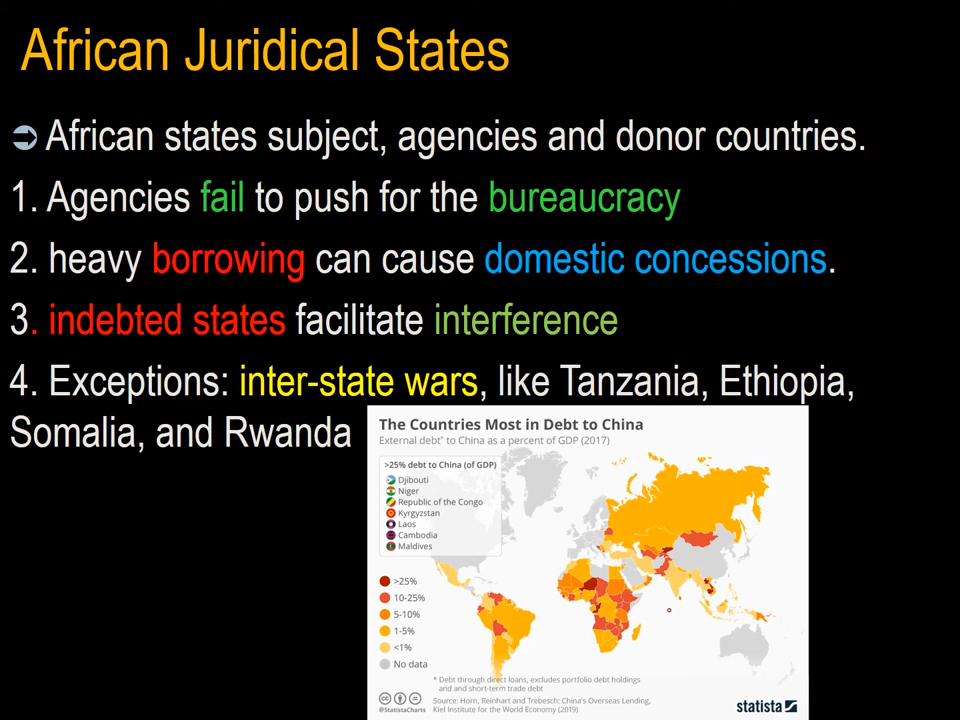 African Juridical States
➲ African states subject, agencies and donor countries.
1. Agencies fail to push for the bureaucracy
2. heavy borrowing can cause domestic concessions.
3. indebted states facilitate interference
4. Exceptions: inter-state wars, like Tanzania, Ethiopia,
Somalia, and Rwanda
The Countries Most in Debt to China
External debt* to China as a percent of GDP (2017)
>25% debt to China (of GDP)
Djibouti
Niger
Republic of the Congo
Kyrgyzstan
Laos
Cambodia
Maldives
>25%
10-25%
5-10%
1-5%
<1%
No data
* Debt through direct loans, excludes portfolio debt holdings
and and short-term trade debt
@StatistaCharts
Source: Horn, Reinhart and Trebesch: China's Overseas Lending,
Kiel Institute for the World Economy (2019)
statista